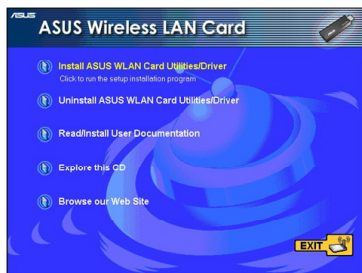 ASUS
ASUS Wireless LAN Card
Install ASUS WLAN Card Utilities/Driver
Click to run the setup installation program
Uninstall ASUS WLAN Card Utilities/Driver
Read/Install User Documentation
Explore this CD
Browse our Web Site
EXIT